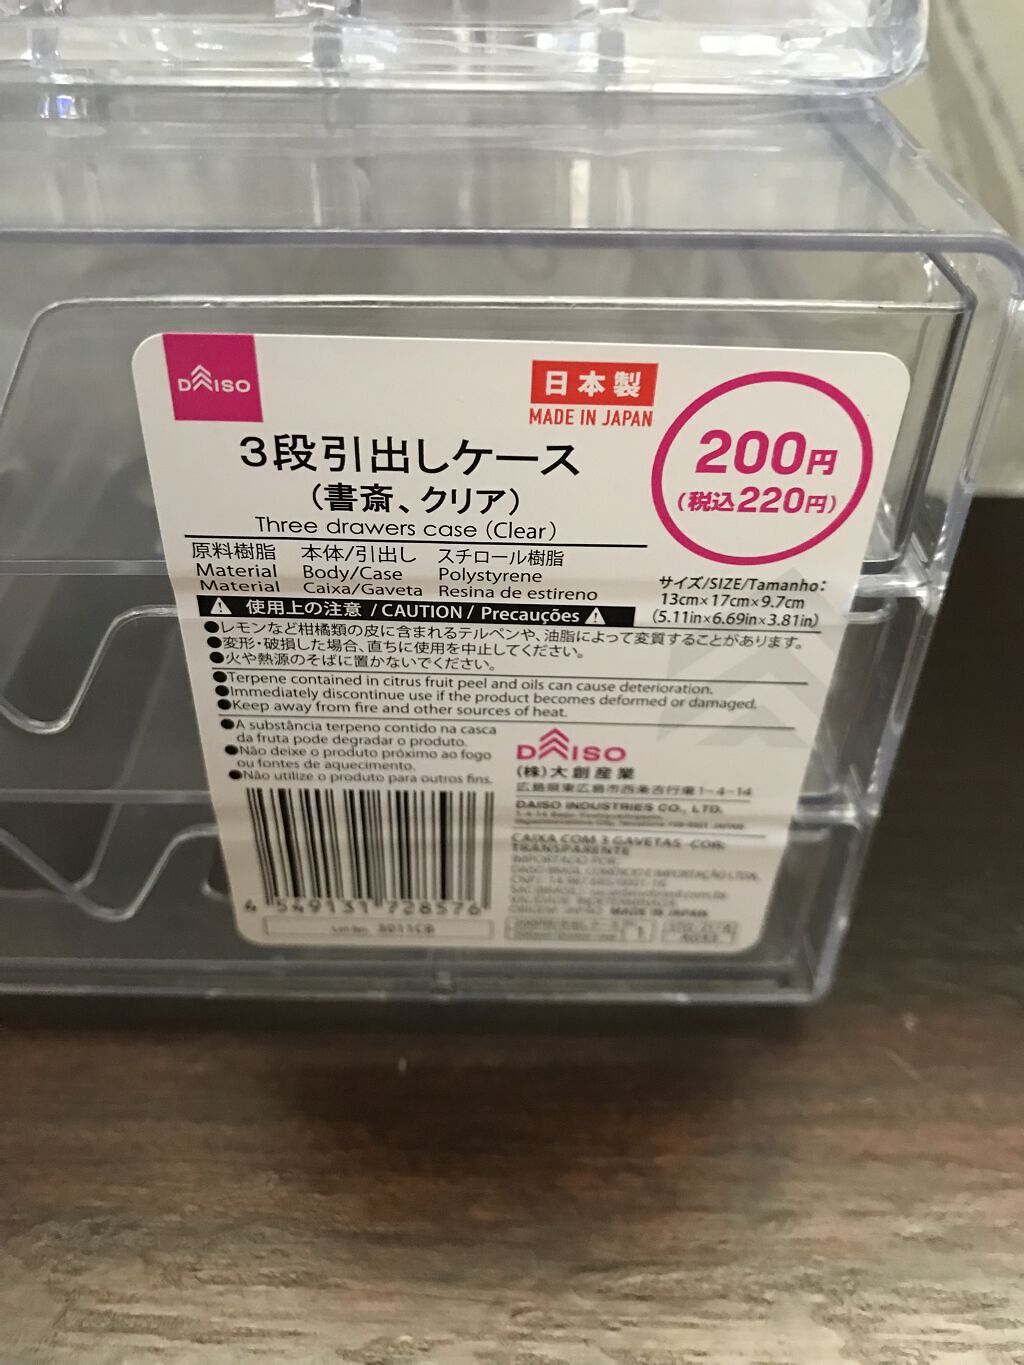 DAISO
日本製
MADE IN JAPAN
200円
(税込220円)
3段引出しケース
(書斎、クリア)
Three drawers case (Clear)
原料樹脂 本体/引出し スチロール樹脂
Material Body/Case Polystyrene
Material Caixa/Gaveta Resina de estireno
サイズ/SIZE/Tamanho:
13cm×17cm×9.7cm
(5.11in×6.69in×3.81in)
使用上の注意 / CAUTION / Precauções
●レモンなど柑橘類の皮に含まれるテルペンや、油脂によって変質することがあります。
●変形・破損した場合、直ちに使用を中止してください。
●火や熱源のそばに置かないでください。
●Terpene contained in citrus fruit peel and oils can cause deterioration.
●Immediately discontinue use if the product becomes deformed or damaged.
●Keep away from fire and other sources of heat.
●A substância terpeno contido na casca
da fruta pode degradar o produto.
●Não deixe o produto próximo ao fogo
ou fontes de aquecimento.
●Não utilize o produto para outros fins.
DAISO
(株)大創産業
広島県東広島市西条吉行東1-4-14
DAISO INDUSTRIES CO., LTD.
CAIXA COM 3 GAVETAS -COR:
TRANSPARENTE
IMPORTADO POR:
MADE IN JAPAN
4 549131 728576
Lot No.